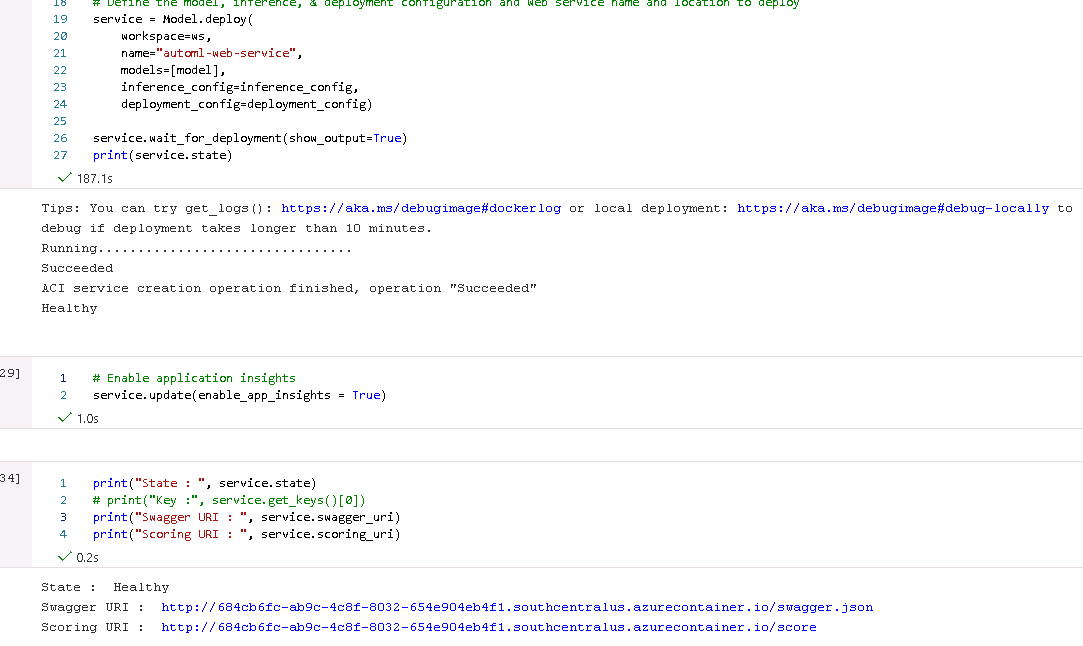 18 # Define the model, inference, & deployment configuration and web service name and location to deploy
19 service = Model.deploy(
20 workspace=ws,
21 name="automl-web-service",
22 models=[model],
23 inference_config=inference_config,
24 deployment_config=deployment_config)
25
26 service.wait_for_deployment(show_output=True)
27 print(service.state)
187.1s
Tips: You can try get_logs(): https://aka.ms/debugimage#dockerlog or local deployment: https://aka.ms/debugimage#debug-locally to
debug if deployment takes longer than 10 minutes.
Running................................
Succeeded
ACI service creation operation finished, operation "Succeeded"
Healthy
29]
1 # Enable application insights
2 service.update(enable_app_insights = True)
1.0s
34]
1 print("State : ", service.state)
2 # print("Key :", service.get_keys()[0])
3 print("Swagger URI : ", service.swagger_uri)
4 print("Scoring URI : ", service.scoring_uri)
0.2s
State :  Healthy
Swagger URI :  http://684cb6fc-ab9c-4c8f-8032-654e904eb4f1.southcentralus.azurecontainer.io/swagger.json
Scoring URI :  http://684cb6fc-ab9c-4c8f-8032-654e904eb4f1.southcentralus.azurecontainer.io/score